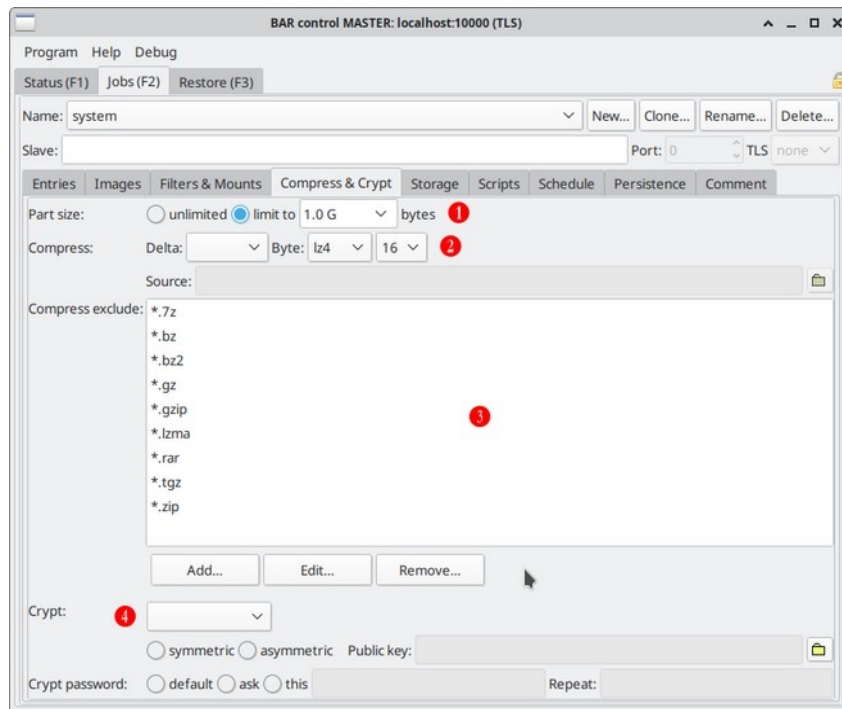 BAR control MASTER: localhost:10000 (TLS)
Program Help Debug
Status (F1) Jobs (F2) Restore (F3)
Name: system New... Clone... Rename... Delete...
Slave: Port: 0 TLS none
Entries Images Filters & Mounts Compress & Crypt Storage Scripts Schedule Persistence Comment
Part size: unlimited limit to 1.0 G bytes 1
Compress: Delta: Byte: lz4 16 2
Source:
Compress exclude: *.7z
*.bz
*.bz2
*.gz
*.gzip
3
*.lzma
*.rar
*.tgz
*.zip
Add... Edit... Remove...
Crypt: 4
symmetric asymmetric Public key:
Crypt password: default ask this Repeat: